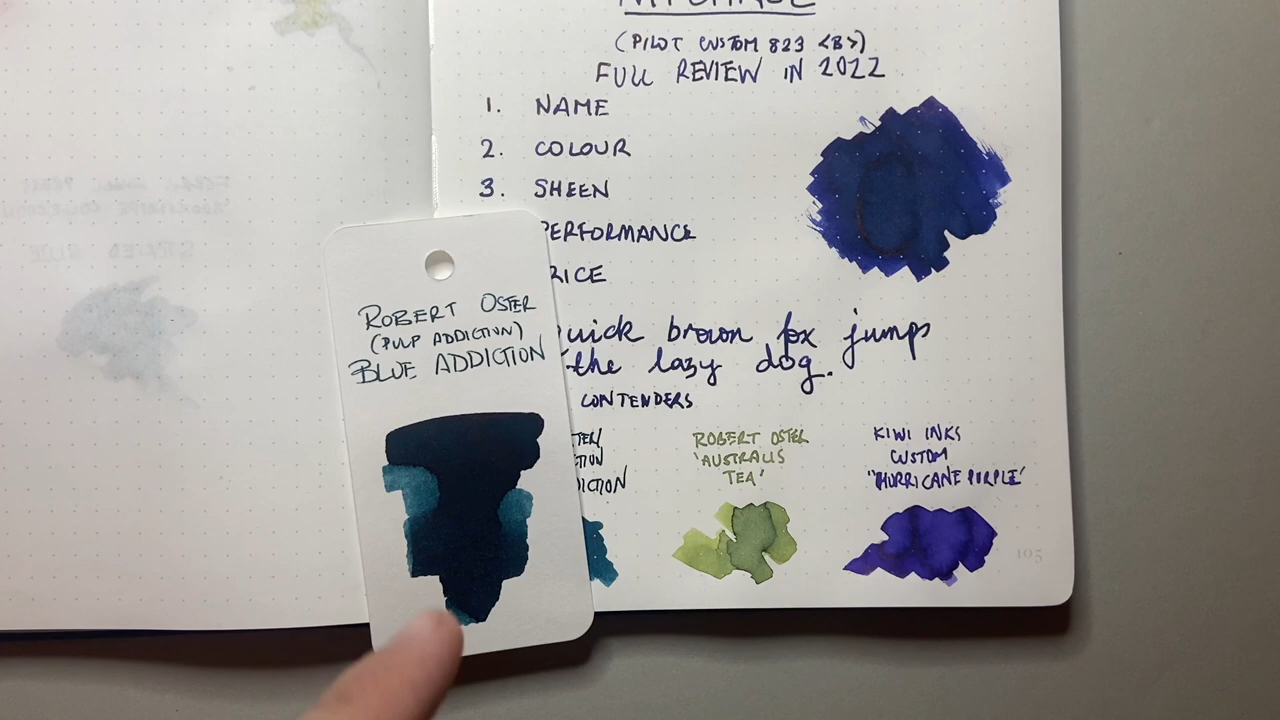 (PILOT CUSTOM 823 <B>)
FULL REVIEW IN 2022
1. NAME
2. COLOUR
3. SHEEN
PERFORMANCE
RICE
uick brown fox jumps
the lazy dog.
CONTENDERS
ROBERT OSTER
'AUSTRALIS
TEA'
KIWI INKS
CUSTOM
"HURRICANE PURPLE'
105
ROBERT OSTER
(PULP ADDICTION)
BLUE ADDICTION